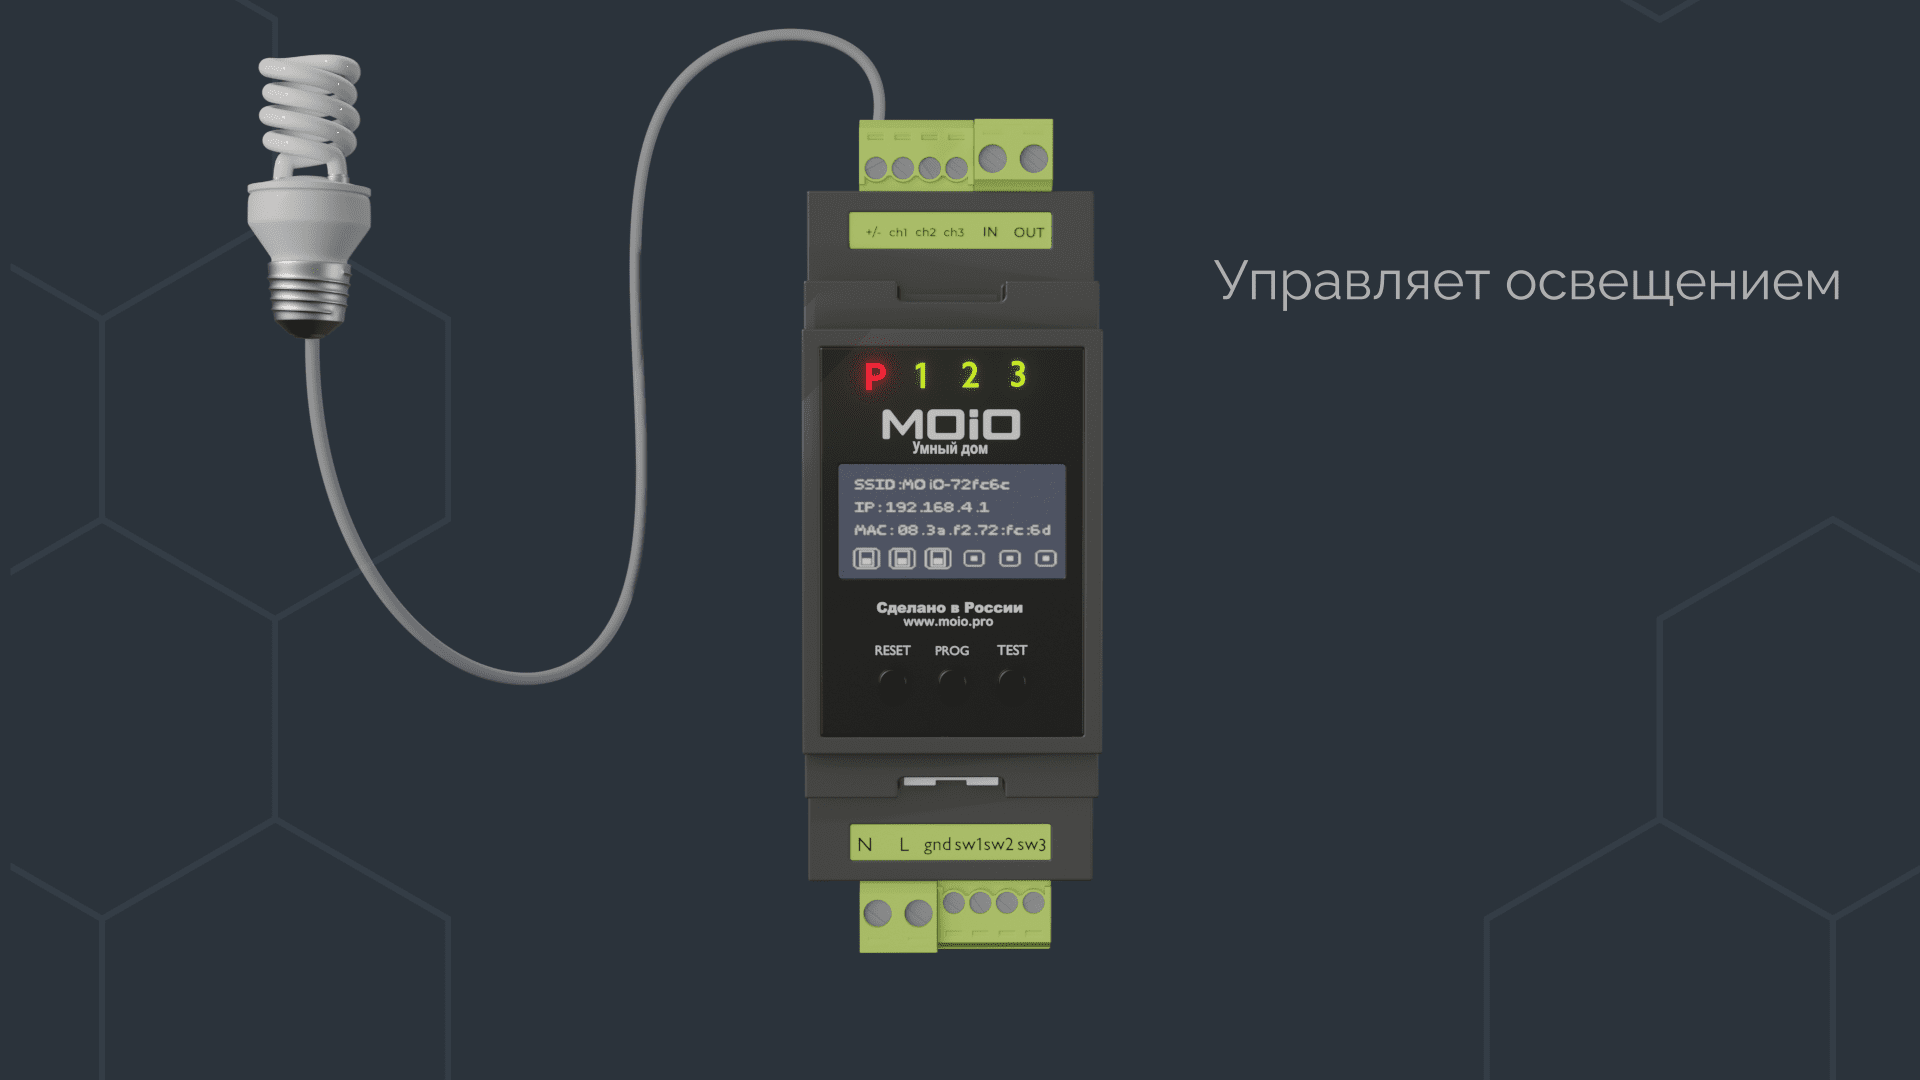 Управляет освещением
+/- ch1 ch2 ch3 IN OUT
P 1 2 3
MOiO
Умный дом
SSID:MOiO-72fc6c
IP:192.168.4.1
MAC:08.3a.f2.72:fc:6d
Сделано в России
www.moio.pro
RESET PROG TEST
N L gnd sw1 sw2 sw3